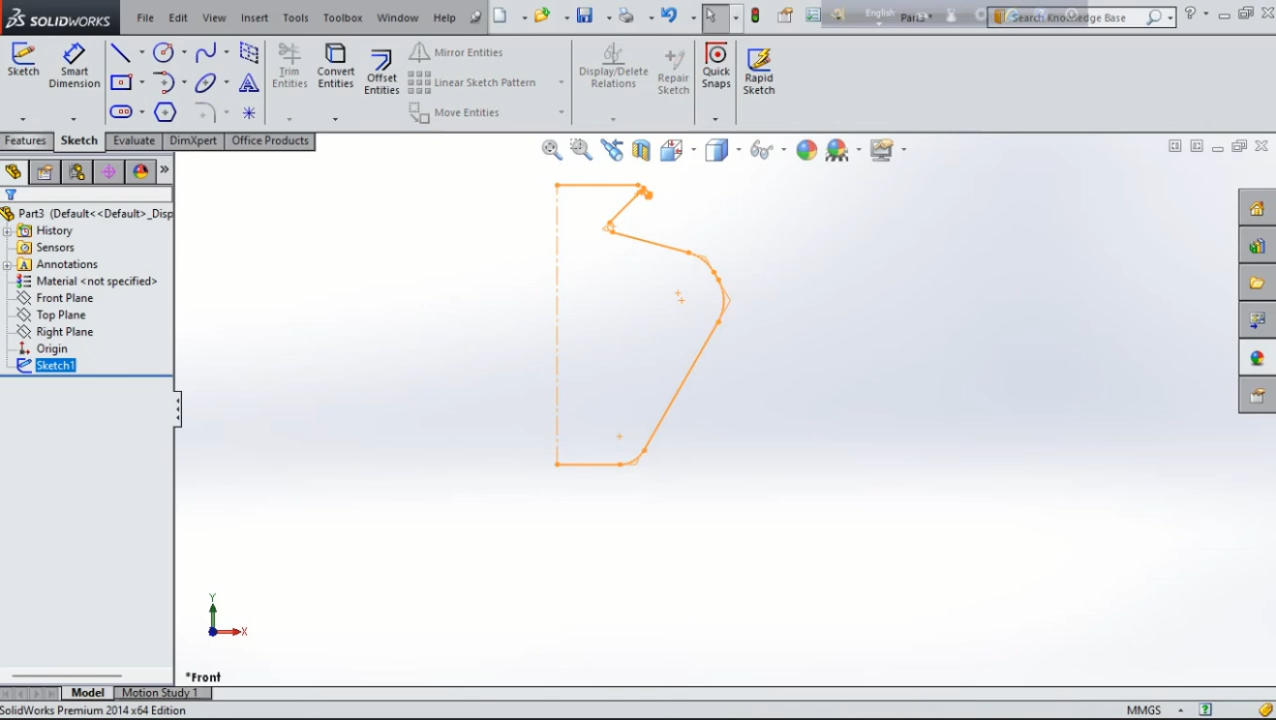 SOLIDWORKS File Edit View Insert Tools Toolbox Window Help English Search Knowledge Base
Sketch
Smart Dimension
Trim Entities
Convert Entities
Offset Entities
Mirror Entities
Linear Sketch Pattern
Move Entities
Display/Delete Relations
Repair Sketch
Quick Snaps
Rapid Sketch
Features Sketch Evaluate DimXpert Office Products
Part3 (Default<<Default>_Disp
History
Sensors
Annotations
Material <not specified>
Front Plane
Top Plane
Right Plane
Origin
Sketch1
Y
X
*Front
Model Motion Study 1
SolidWorks Premium 2014 x64 Edition MMGS